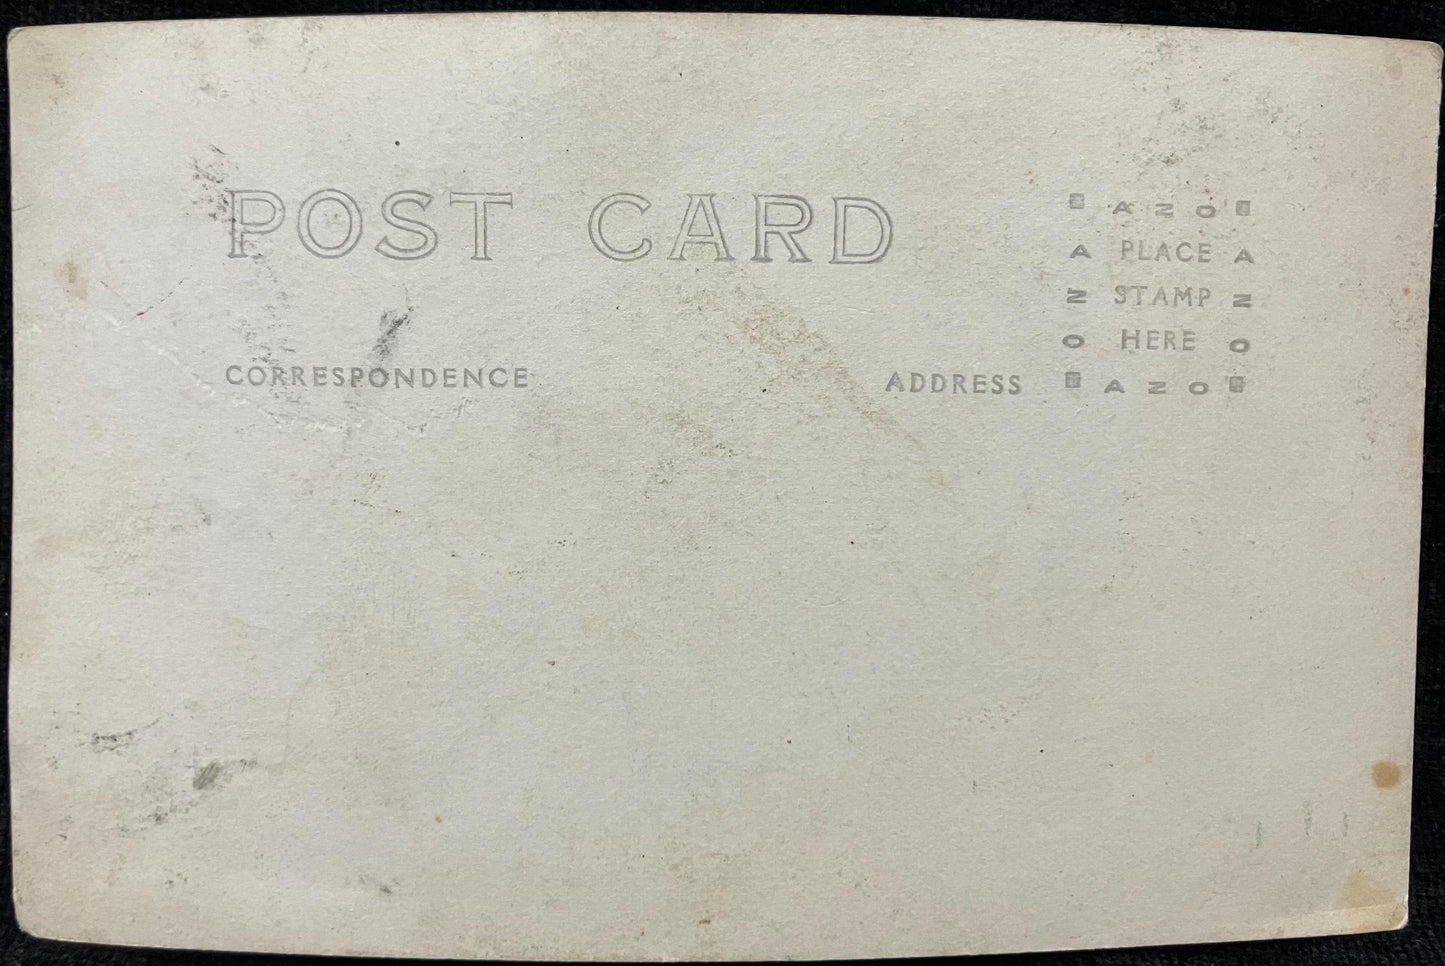 POST CARD
AZO
A PLACE A
N STAMP N
O HERE O
CORRESPONDENCE
ADDRESS
AZO